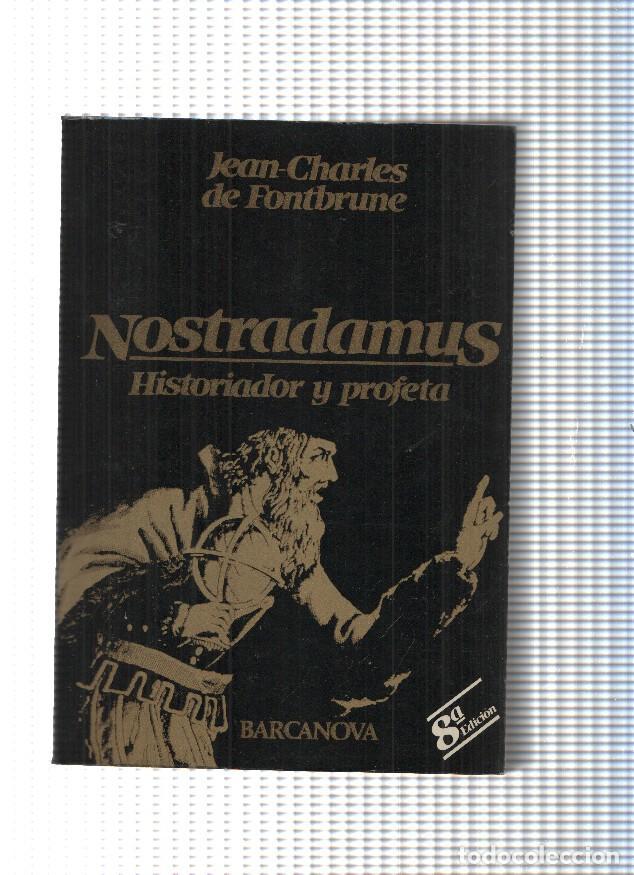 Jean-Charles
de Fontbrune
Nostradamus
Historiador y profeta
BARCANOVA
8ª
Edición
todocoleccion